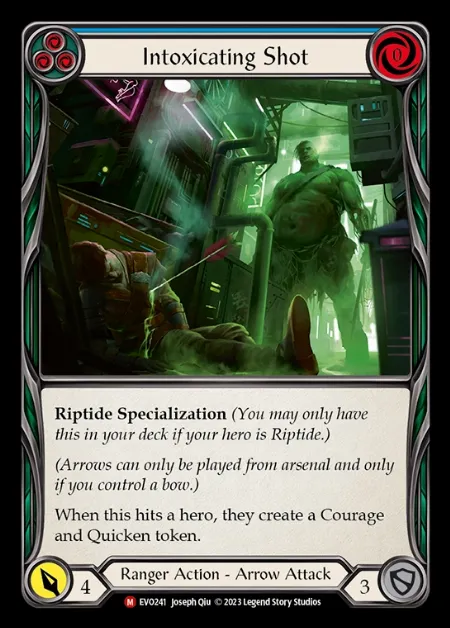 Intoxicating Shot
0
Riptide Specialization (You may only have
this in your deck if your hero is Riptide.)
(Arrows can only be played from arsenal and only
if you control a bow.)
When this hits a hero, they create a Courage
and Quicken token.
4
Ranger Action - Arrow Attack
3
M EVO241 Joseph Qiu © 2023 Legend Story Studios